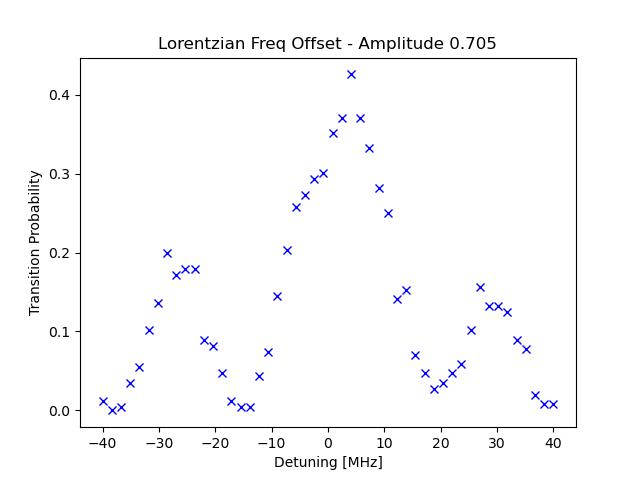 Lorentzian Freq Offset - Amplitude 0.705
0.4
0.3
0.2
0.1
0.0
Transition Probability
−40 −30 −20 −10 0 10 20 30 40
Detuning [MHz]